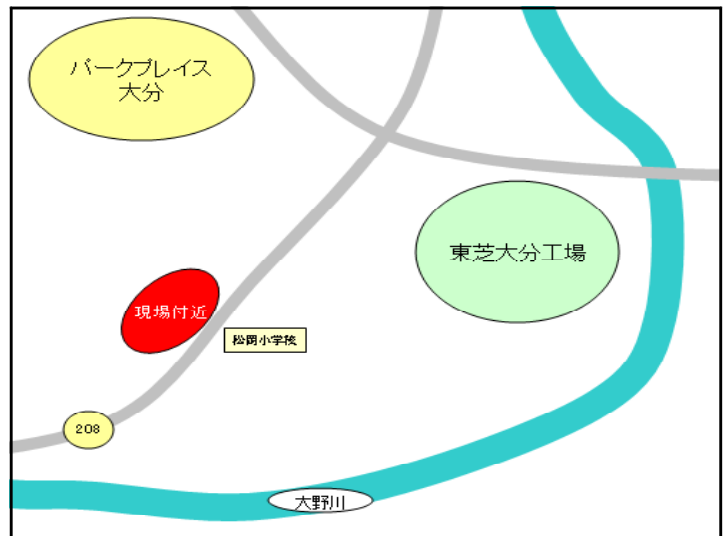 パークプレイス
大分
東芝大分工場
現場付近
松岡小学校
208
大野川